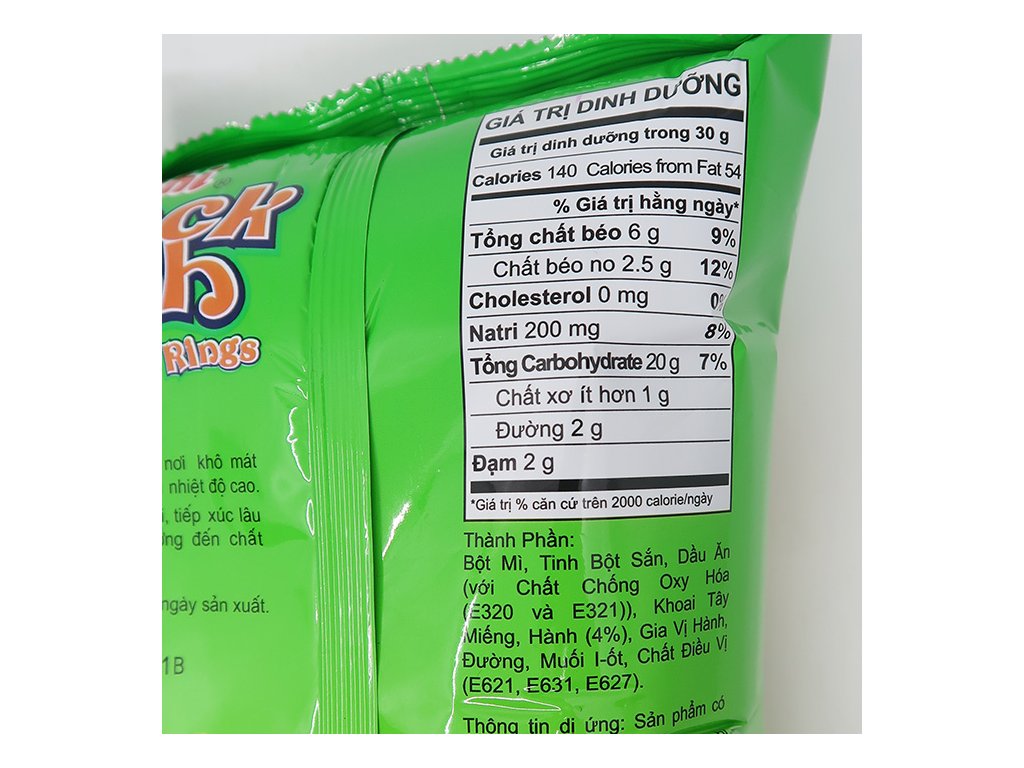 Rings
nơi khô mát
nhiệt độ cao.
tiếp xúc lâu
đến chất
ngày sản xuất.
1B
GIÁ TRỊ DINH DƯỠNG
Giá trị dinh dưỡng trong 30 g
Calories 140 Calories from Fat 54
% Giá trị hằng ngày*
Tổng chất béo 6 g 9%
Chất béo no 2.5 g 12%
Cholesterol 0 mg 0%
Natri 200 mg 8%
Tổng Carbohydrate 20 g 7%
Chất xơ ít hơn 1 g
Đường 2 g
Đạm 2 g
*Giá trị % căn cứ trên 2000 calorie/ngày
Thành Phần:
Bột Mì, Tinh Bột Sắn, Dầu Ăn
(với Chất Chống Oxy Hóa
(E320 và E321)), Khoai Tây
Miếng, Hành (4%), Gia Vị Hành,
Đường, Muối I-ốt, Chất Điều Vị
(E621, E631, E627).
Thông tin dị ứng: Sản phẩm có